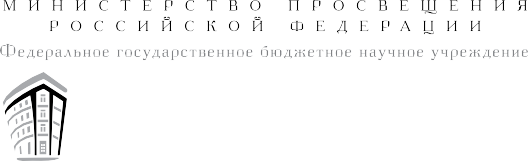 МИНИСТЕРСТВО ПРОСВЕЩЕНИЯ
РОССИЙСКОЙ ФЕДЕРАЦИИ
Федеральное государственное бюджетное научное учреждение